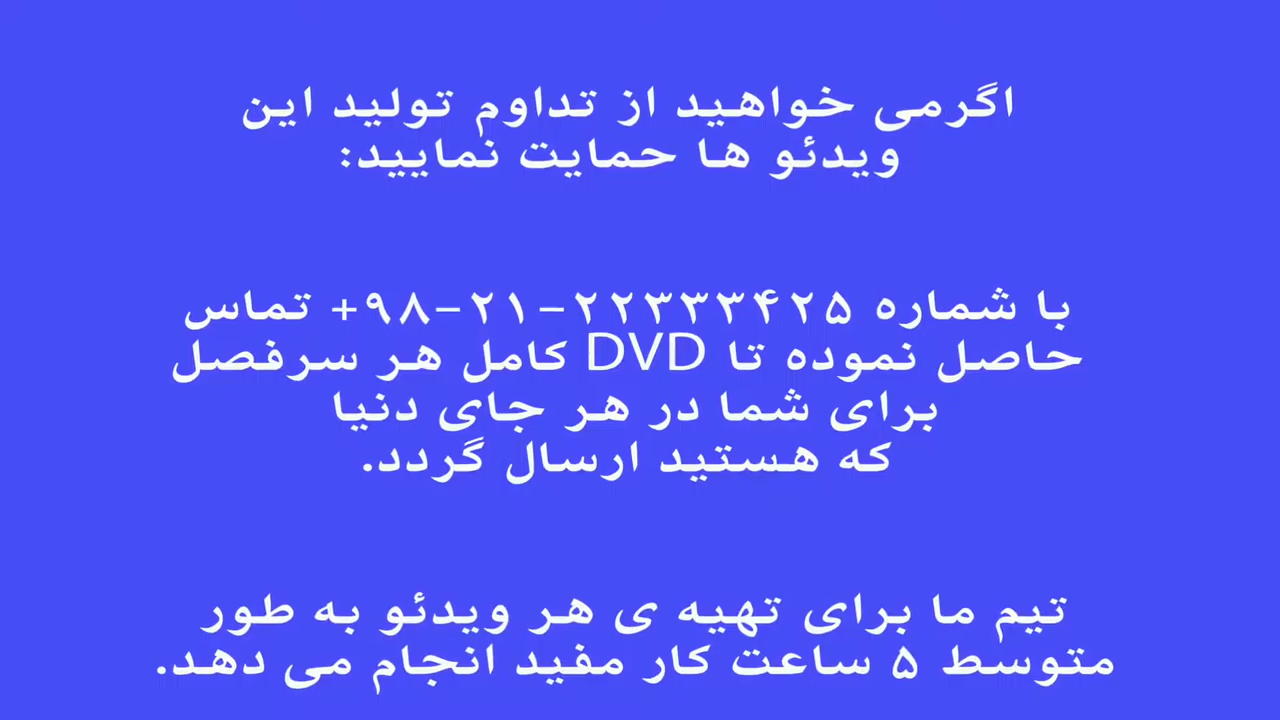 اگرمی خواهید از تداوم تولید این
ویدئو ها حمایت نمایید:
با شماره ۲۲۳۳۳۴۲۵-۲۱-۹۸+ تماس
حاصل نموده تا DVD کامل هر سرفصل
برای شما در هر جای دنیا
که هستید ارسال گردد.
تیم ما برای تهیه ی هر ویدئو به طور
متوسط ۵ ساعت کار مفید انجام می دهد.